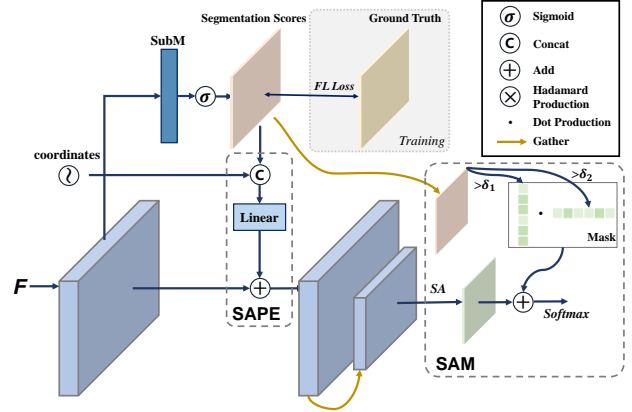 Segmentation Scores
Ground Truth
SubM
σ
FL Loss
Training
σ Sigmoid
C Concat
+ Add
× Hadamard
Production
· Dot Production
Gather
coordinates
~
C
Linear
F
+
SAPE
>δ1
>δ2
·
Mask
SA
+
Softmax
SAM